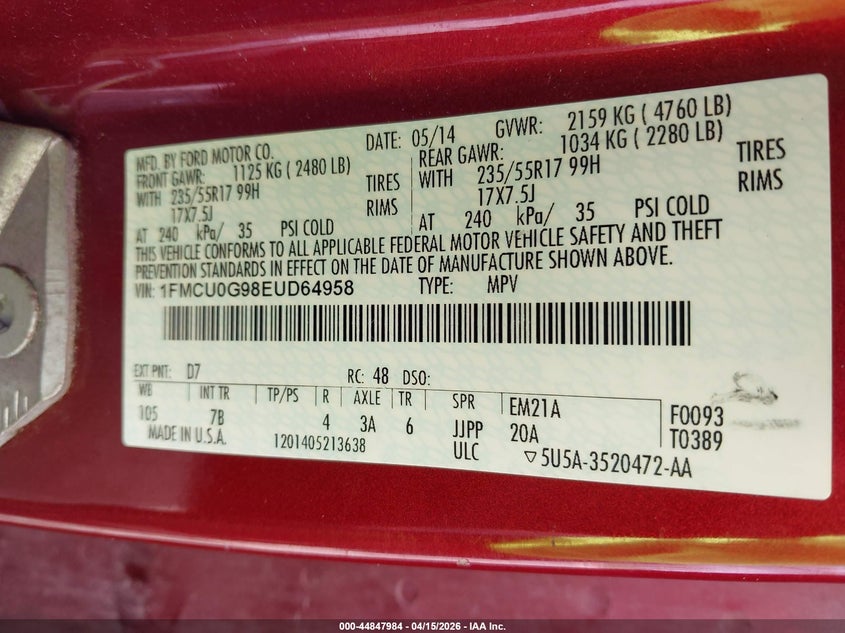 MFD. BY FORD MOTOR CO. DATE: 05/14 GVWR: 2159 KG ( 4760 LB)
FRONT GAWR: 1125 KG ( 2480 LB) REAR GAWR: 1034 KG ( 2280 LB)
WITH 235/55R17 99H TIRES WITH 235/55R17 99H TIRES
17X7.5J RIMS 17X7.5J RIMS
AT 240 kPa/ 35 PSI COLD AT 240 kPa/ 35 PSI COLD
THIS VEHICLE CONFORMS TO ALL APPLICABLE FEDERAL MOTOR VEHICLE SAFETY AND THEFT
PREVENTION STANDARDS IN EFFECT ON THE DATE OF MANUFACTURE SHOWN ABOVE.
VIN: 1FMCU0G98EUD64958 TYPE: MPV
EXT PNT: D7 RC: 48 DSO:
WB INT TR TP/PS R AXLE TR SPR EM21A F0093
105 7B 4 3A 6 JJPP 20A T0389
MADE IN U.S.A. 1201405213638 ULC ▽5U5A-3520472-AA
000-44847984 - 04/15/2026 - IAA Inc.